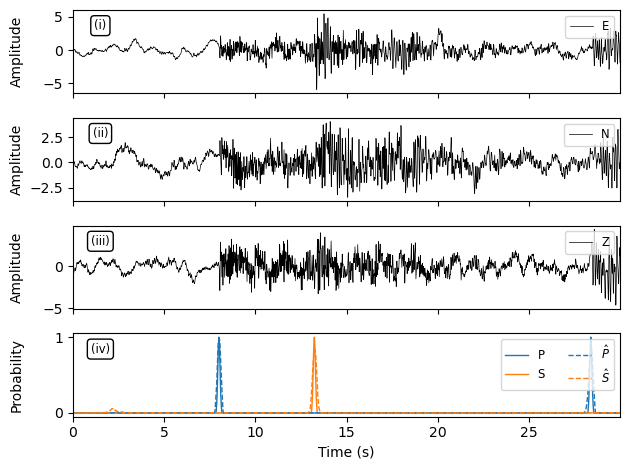 (i)
E
5
0
−5
Amplitude
(ii)
N
2.5
0.0
−2.5
Amplitude
(iii)
Z
0
−5
Amplitude
(iv)
P
S
P̂
Ŝ
1
0
Probability
0 5 10 15 20 25
Time (s)